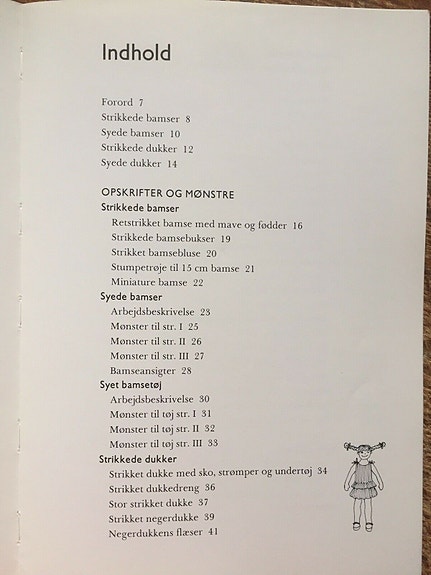 Indhold
Forord 7
Strikkede bamser 8
Syede bamser 10
Strikkede dukker 12
Syede dukker 14
OPSKRIFTER OG MØNSTRE
Strikkede bamser
Retstrikket bamse med mave og fødder 16
Strikkede bamsebukser 19
Strikket bamsebluse 20
Stumpetrøje til 15 cm bamse 21
Miniature bamse 22
Syede bamser
Arbejdsbeskrivelse 23
Mønster til str. I 25
Mønster til str. II 26
Mønster til str. III 27
Bamseansigter 28
Syet bamsetøj
Arbejdsbeskrivelse 30
Mønster til tøj str. I 31
Mønster til tøj str. II 32
Mønster til tøj str. III 33
Strikkede dukker
Strikket dukke med sko, strømper og undertøj 34
Strikket dukkedreng 36
Stor strikket dukke 37
Strikket negerdukke 39
Negerdukkens flæser 41